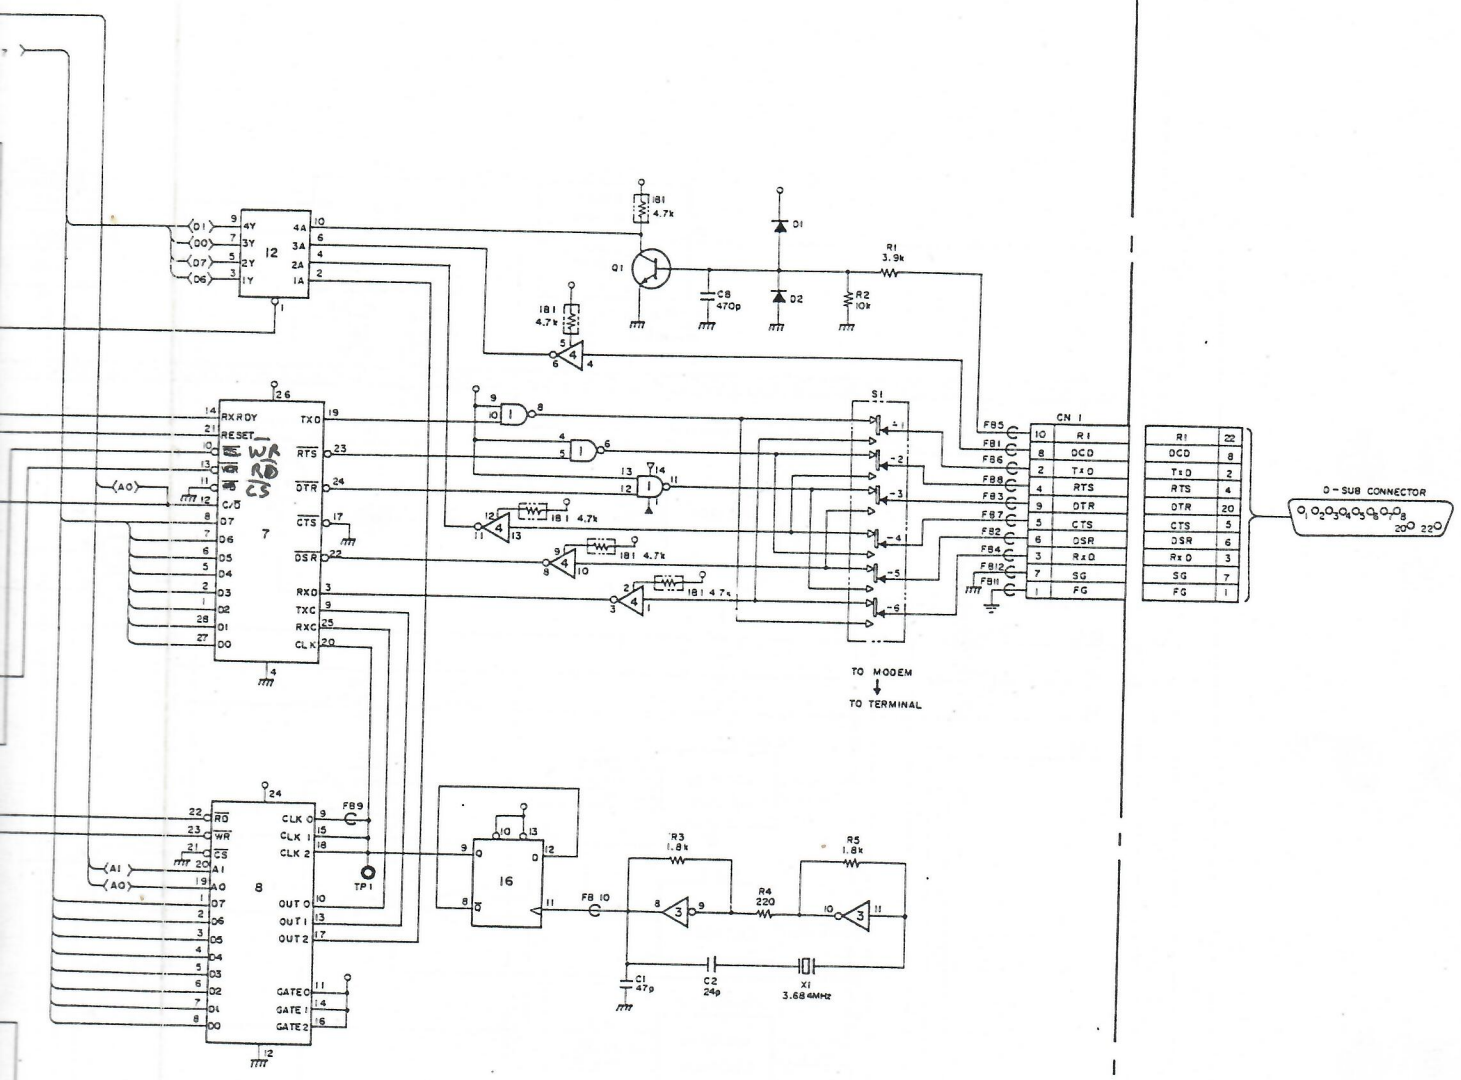 ⟨D1⟩ 9 4Y 4A 10
⟨D0⟩ 7 3Y 3A 6
⟨D7⟩ 5 2Y 12 2A 4
⟨D6⟩ 3 1Y 1A 2
1
1B1
4.7k
Q1
D1
D2
C8
470p
R1
3.9k
R2
10k
1B1
4.7k
5
6 4 4
26
14 RXRDY TXD 19
21 RESET
10 WR RTS 23
13 RD
11 CS DTR 24
⟨A0⟩
12 C/D
8 D7 CTS 17
7 D6 7
6 D5 DSR 22
5 D4
2 D3 RXD 3
1 D2 TXC 9
28 D1 RXC 25
27 D0 CLK 20
4
9
10 1 8
4
5 1 6
13 14
12 1 11
1
12
11 4 13
1B1 4.7k
9
8 4 10
1B1 4.7k
2
3 4 1
1B1 4.7k
S1
-1
-2
-3
-4
-5
-6
TO MODEM
TO TERMINAL
CN 1
FB5 10 RI RI 22
FB1 8 DCD DCD 8
FB6 2 TxD TxD 2
FB8 4 RTS RTS 4
FB3 9 DTR DTR 20
FB7 5 CTS CTS 5
FB2 6 DSR DSR 6
FB4 3 RxD RxD 3
FB12 7 SG SG 7
FB11 1 FG FG 1
D-SUB CONNECTOR
1 2 3 4 5 6 7 8
20 22
24
22 RD CLK 0 9 FB9
23 WR CLK 1 15
21 CS CLK 2 18
⟨A1⟩ 20 A1
⟨A0⟩ 19 A0 8
TP1
1 D7 OUT 0 10
2 D6 OUT 1 13
3 D5 OUT 2 17
4 D4
5 D3
6 D2 GATE 0 11
7 D1 GATE 1 14
8 D0 GATE 2 16
12
10 13
9 Q D 12
16
8 Q 11
FB 10
R3
1.8k
8 3 9
R4
220
R5
1.8k
10 3 11
C1
47p
C2
24p
X1
3.684MHz